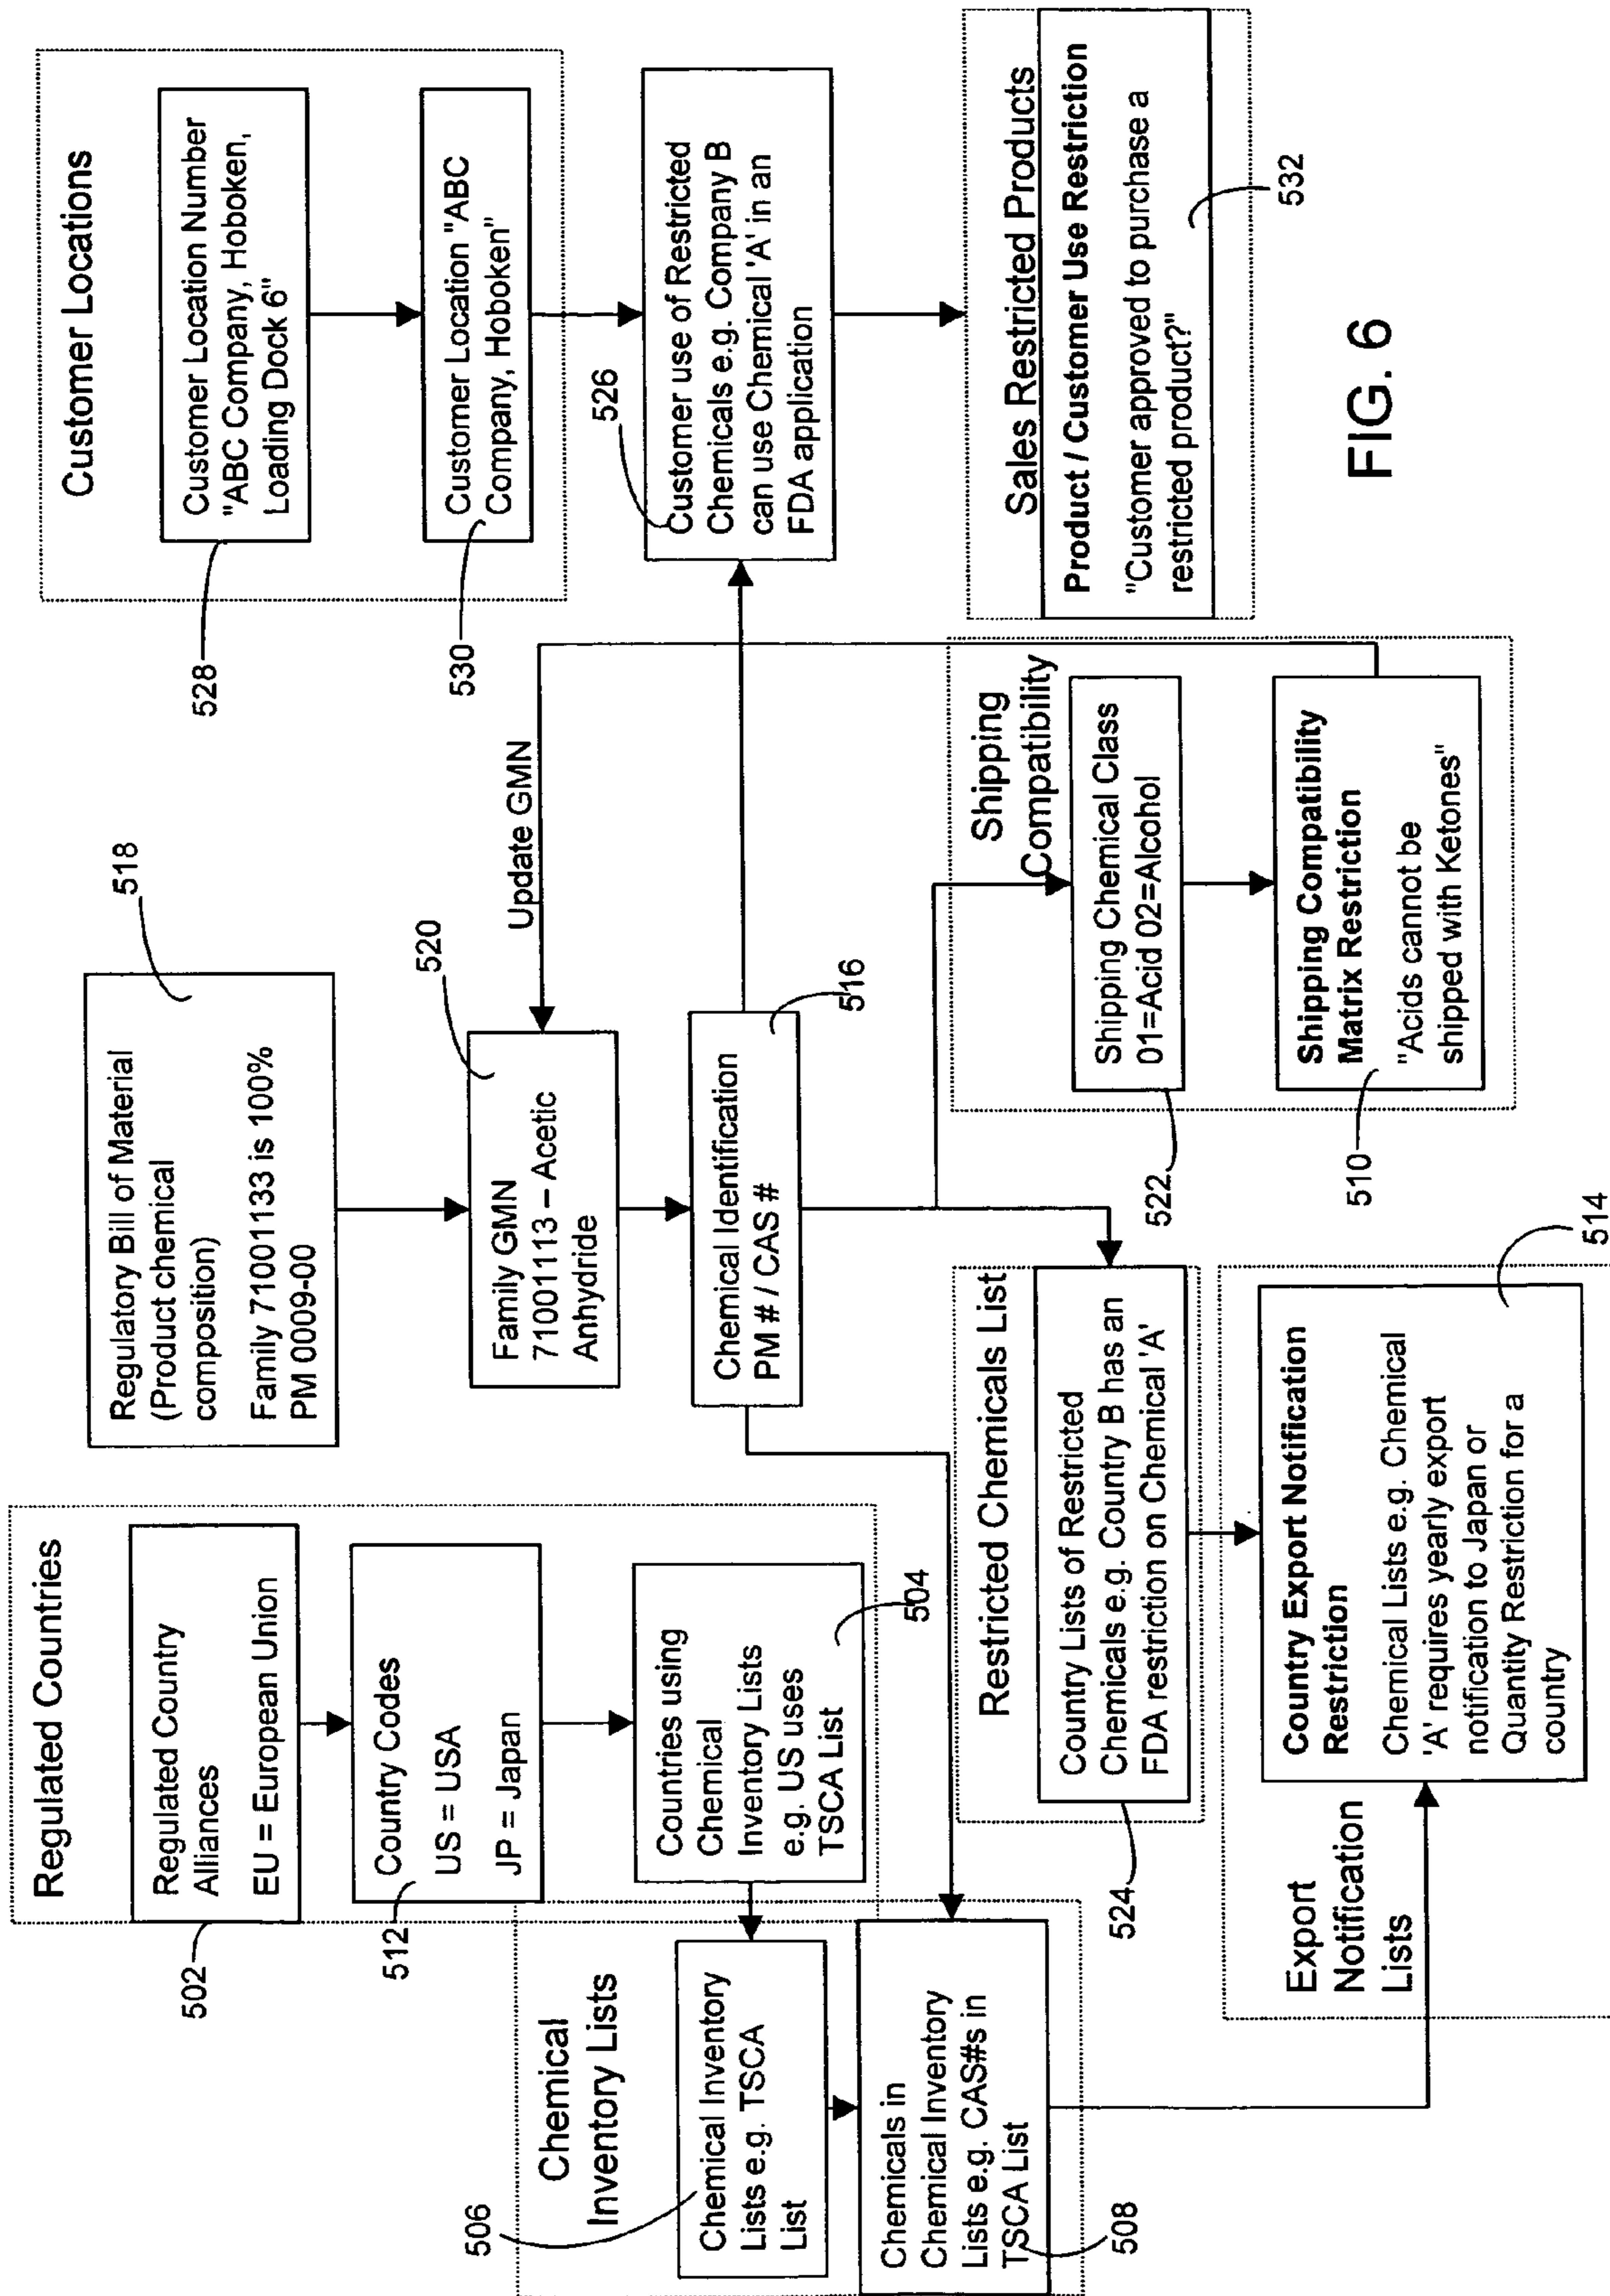 Regulated Countries
Regulated Country
Alliances
EU = European Union
502
Country Codes
US = USA
JP = Japan
512
Countries using
Chemical
Inventory Lists
e.g. US uses
TSCA List
504
Chemical
Inventory Lists
506
Chemical Inventory
Lists e.g. TSCA
List
Chemicals in
Chemical Inventory
Lists e.g. CAS#s in
TSCA List
508
Regulatory Bill of Material
(Product chemical
composition)
Family 71001133 is 100%
PM 0009-00
518
Family GMN
71001113 – Acetic
Anhydride
520
Update GMN
Chemical Identification
PM # / CAS #
516
Restricted Chemicals List
Country Lists of Restricted
Chemicals e.g. Country B has an
FDA restriction on Chemical 'A'
524
Export
Notification
Lists
Country Export Notification
Restriction
Chemical Lists e.g. Chemical
'A' requires yearly export
notification to Japan or
Quantity Restriction for a
country
514
Shipping
Compatibility
Shipping Chemical Class
01=Acid 02=Alcohol
522
Shipping Compatibility
Matrix Restriction
"Acids cannot be
shipped with Ketones"
510
Customer Locations
Customer Location Number
"ABC Company, Hoboken,
Loading Dock 6"
528
Customer Location "ABC
Company, Hoboken"
530
526
Customer use of Restricted
Chemicals e.g. Company B
can use Chemical 'A' in an
FDA application
Sales Restricted Products
Product / Customer Use Restriction
"Customer approved to purchase a
restricted product?"
532
FIG. 6